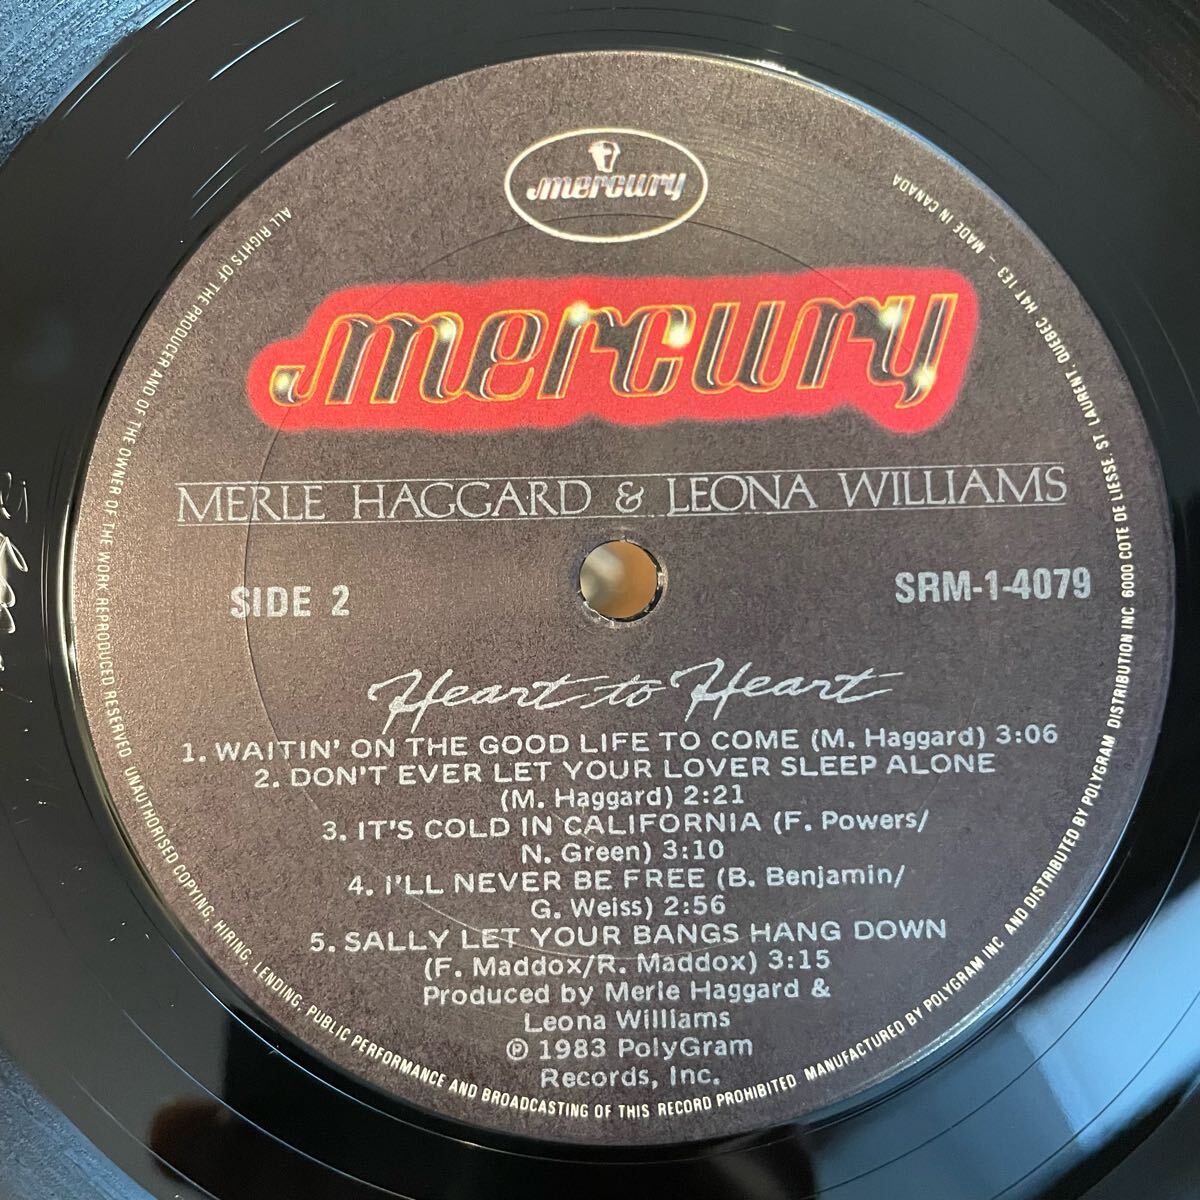 mercury
mercury
MERLE HAGGARD & LEONA WILLIAMS
SIDE 2
SRM-1-4079
Heart to Heart
1. WAITIN' ON THE GOOD LIFE TO COME (M. Haggard) 3:06
2. DON'T EVER LET YOUR LOVER SLEEP ALONE
(M. Haggard) 2:21
3. IT'S COLD IN CALIFORNIA (F. Powers/
N. Green) 3:10
4. I'LL NEVER BE FREE (B. Benjamin/
G. Weiss) 2:56
5. SALLY LET YOUR BANGS HANG DOWN
(F. Maddox/R. Maddox) 3:15
Produced by Merle Haggard &
Leona Williams
℗ 1983 PolyGram
Records, Inc.
ALL RIGHTS OF THE PRODUCER AND OF THE OWNER OF THE WORK REPRODUCED RESERVED UNAUTHORISED COPYING, HIRING, LENDING, PUBLIC PERFORMANCE AND BROADCASTING OF THIS RECORD PROHIBITED MANUFACTURED BY POLYGRAM INC AND DISTRIBUTED BY POLYGRAM DISTRIBUTION INC 6000 COTE DE LIESSE, ST LAURENT, QUEBEC H4T 1E3 – MADE IN CANADA